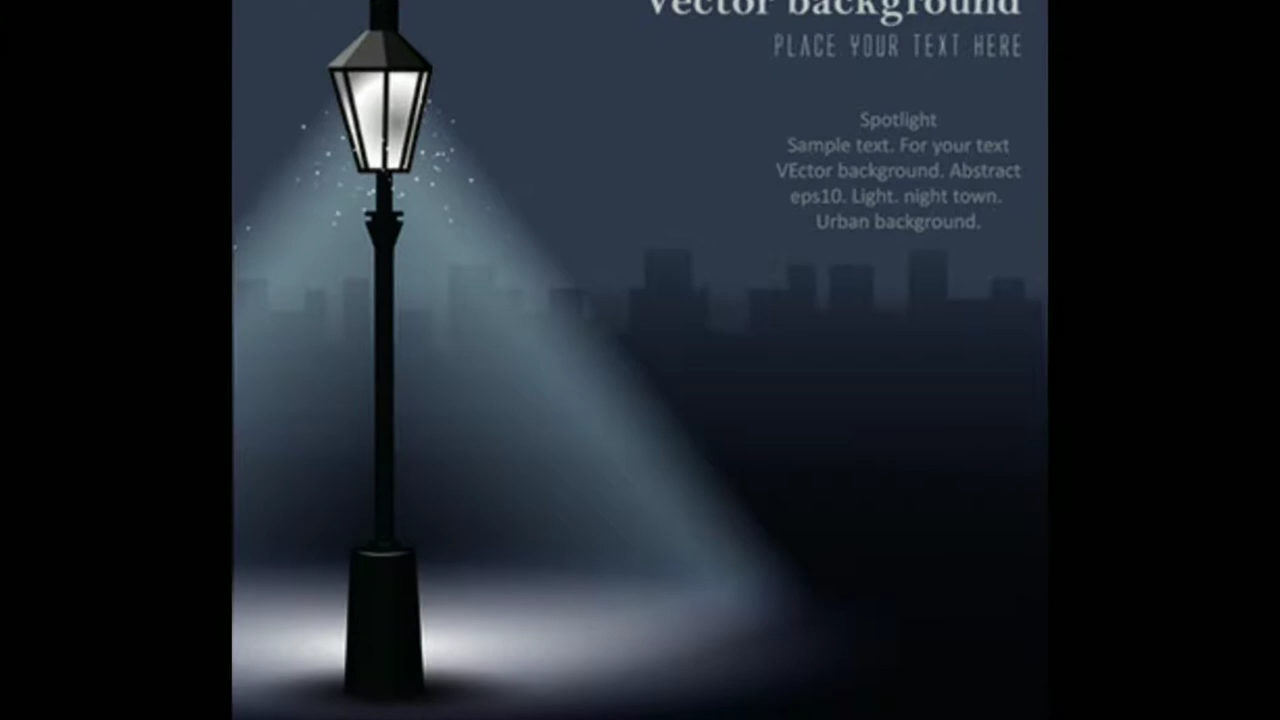 Vector background
PLACE YOUR TEXT HERE
Spotlight
Sample text. For your text
VEctor background. Abstract
eps10. Light. night town.
Urban background.